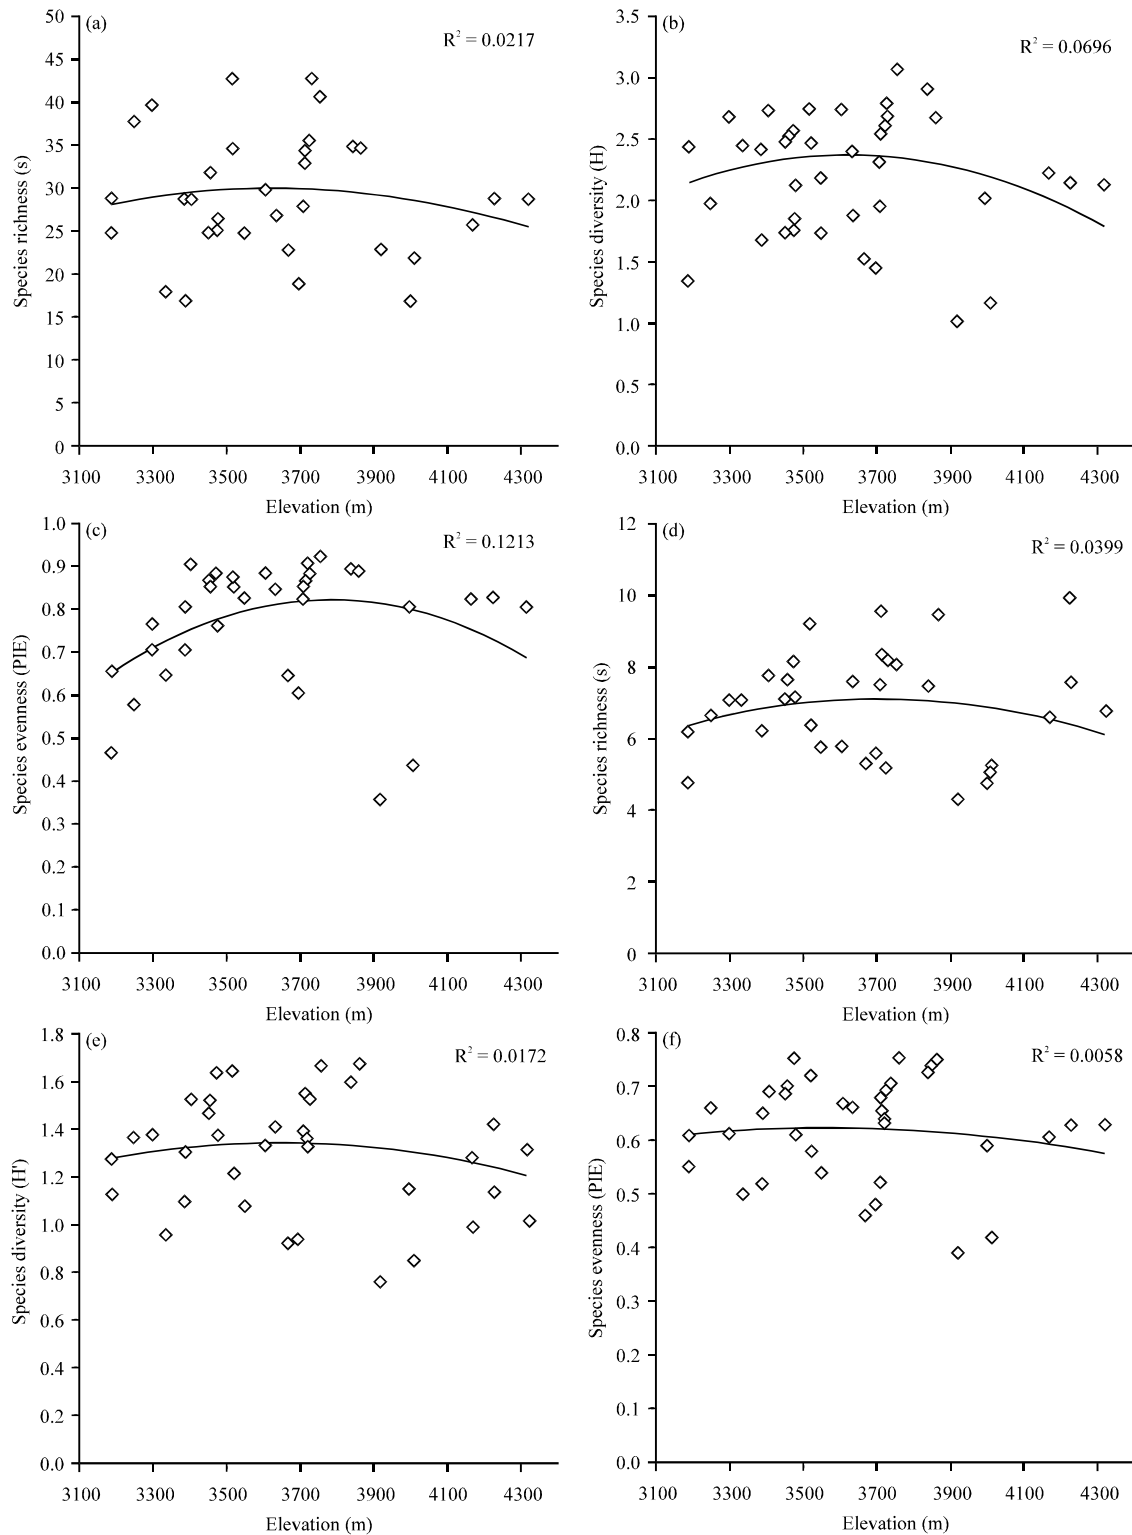 (a)
R² = 0.0217
Species richness (s)
50
45
40
35
30
25
20
15
10
5
0
3100 3300 3500 3700 3900 4100 4300
Elevation (m)
(b)
R² = 0.0696
Species diversity (H)
3.5
3.0
2.5
2.0
1.5
1.0
0.5
0.0
3100 3300 3500 3700 3900 4100 4300
Elevation (m)
(c)
R² = 0.1213
Species evenness (PIE)
1.0
0.9
0.8
0.7
0.6
0.5
0.4
0.3
0.2
0.1
0.0
3100 3300 3500 3700 3900 4100 4300
Elevation (m)
(d)
R² = 0.0399
Species richness (s)
12
10
8
6
4
2
0
3100 3300 3500 3700 3900 4100 4300
Elevation (m)
(e)
R² = 0.0172
Species diversity (H')
1.8
1.6
1.4
1.2
1.0
0.8
0.6
0.4
0.2
0.0
3100 3300 3500 3700 3900 4100 4300
Elevation (m)
(f)
R² = 0.0058
Species evenness (PIE)
0.8
0.7
0.6
0.5
0.4
0.3
0.2
0.1
0.0
3100 3300 3500 3700 3900 4100 4300
Elevation (m)